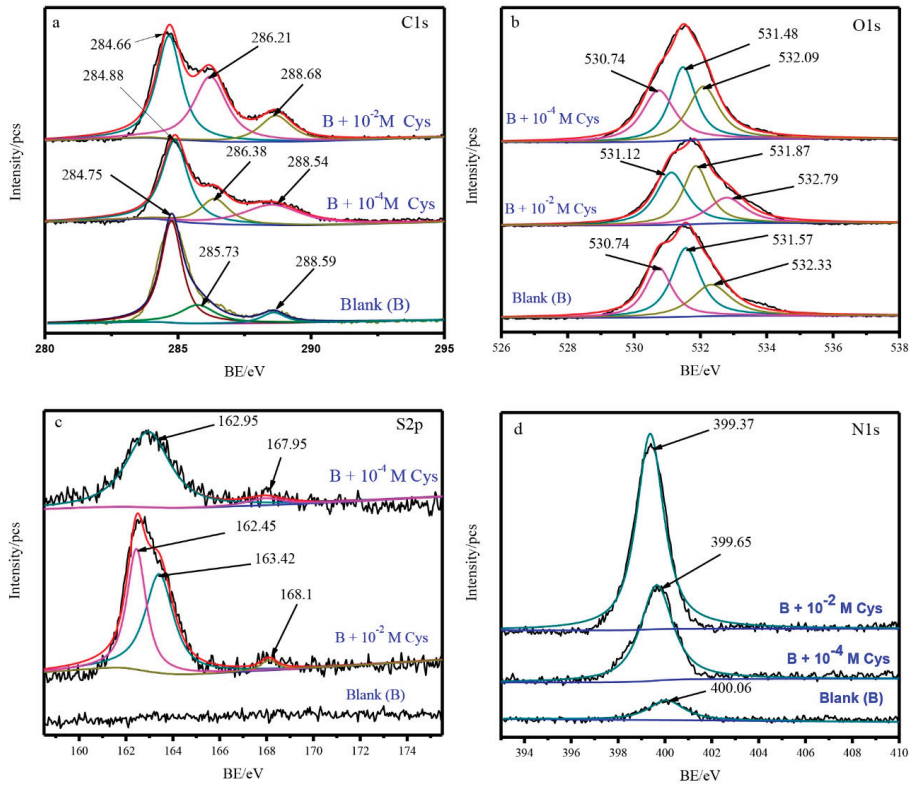 a
C1s
284.66
286.21
284.88
288.68
B + 10⁻² M Cys
284.75
286.38
288.54
B + 10⁻⁴M Cys
285.73
288.59
Blank (B)
Intensity/pcs
280 285 290 295
BE/eV
b
O1s
530.74
531.48
532.09
B + 10⁻⁴ M Cys
531.12
531.87
532.79
B + 10⁻² M Cys
530.74
531.57
532.33
Blank (B)
Intensity/pcs
526 528 530 532 534 536 538
BE/eV
c
S2p
162.95
167.95
B + 10⁻⁴ M Cys
162.45
163.42
168.1
B + 10⁻² M Cys
Blank (B)
Intensity/pcs
160 162 164 166 168 170 172 174
BE/eV
d
N1s
399.37
399.65
B + 10⁻² M Cys
B + 10⁻⁴ M Cys
400.06
Blank (B)
Intensity/pcs
394 396 398 400 402 404 406 408 410
BE/eV